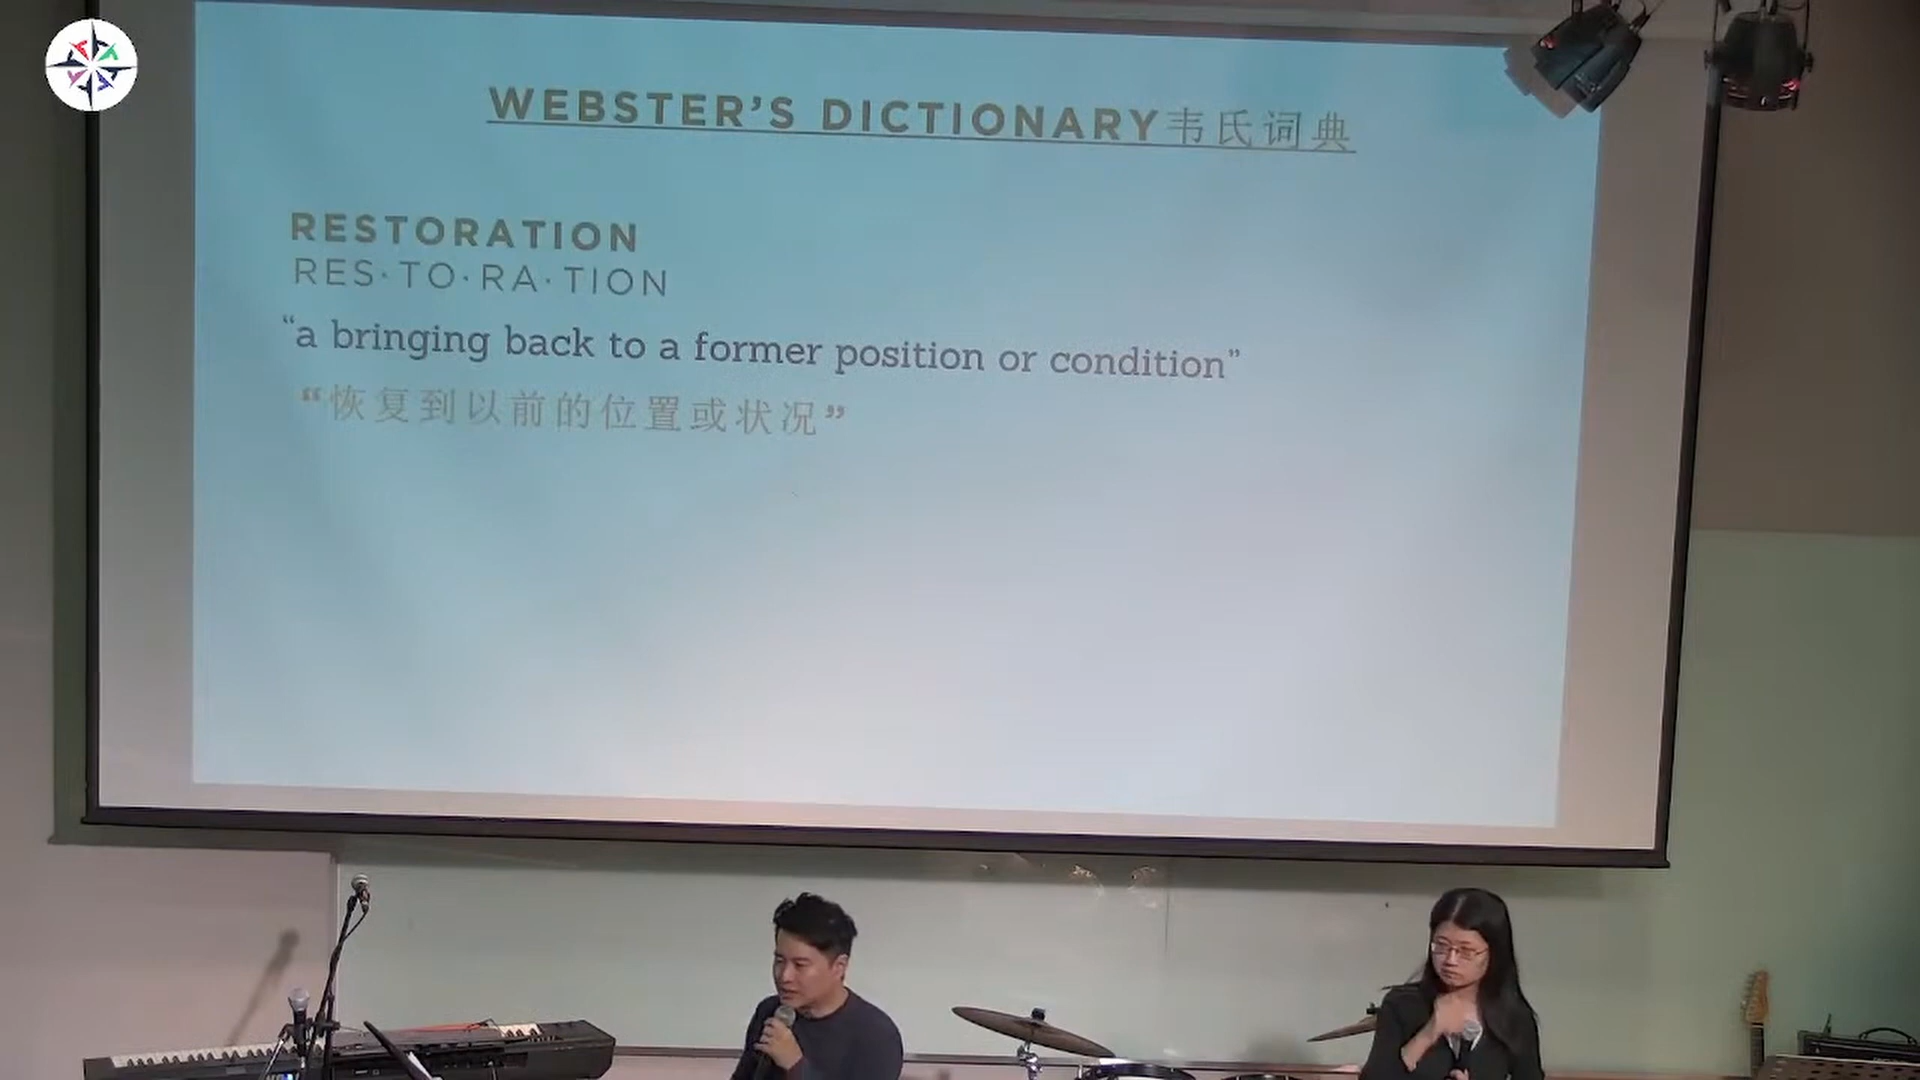 WEBSTER’S DICTIONARY韦氏词典
RESTORATION
RES·TO·RA·TION
“a bringing back to a former position or condition”
“恢复到以前的位置或状况”